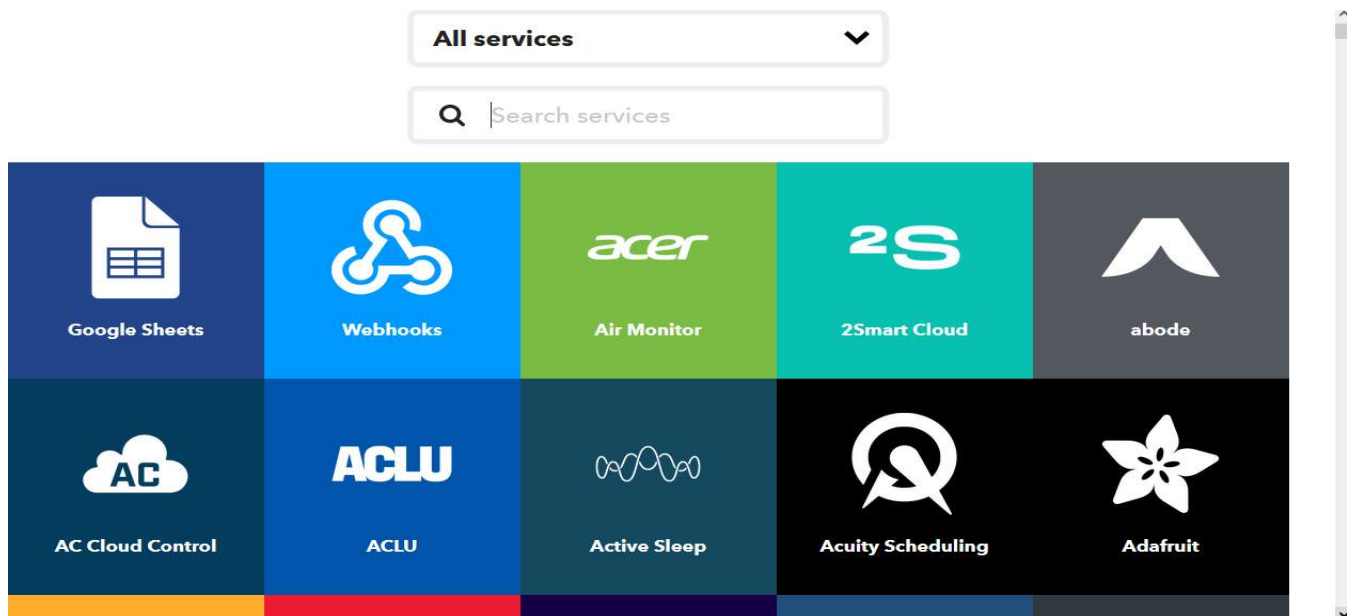 All services
Search services
acer
2S
Google Sheets
Webhooks
Air Monitor
2Smart Cloud
abode
AC
ACLU
AC Cloud Control
ACLU
Active Sleep
Acuity Scheduling
Adafruit